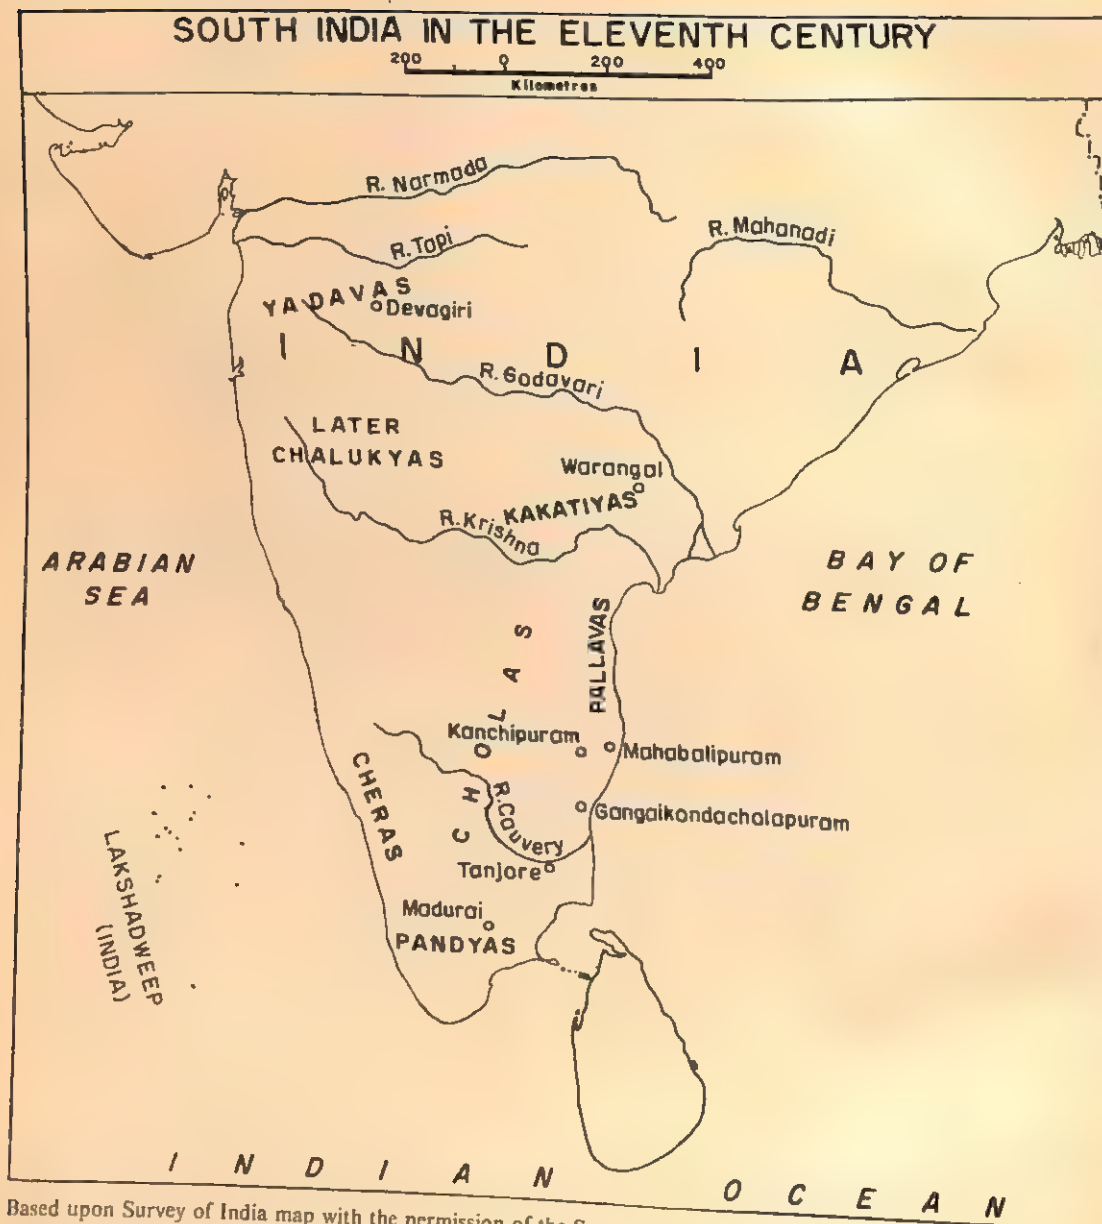 SOUTH INDIA IN THE ELEVENTH CENTURY
200 0 200 400
Kilometres
R. Narmada
R. Mahanadi
R. Tapi
YADAVAS
Devagiri
I N D I A
R. Godavari
LATER
CHALUKYAS
Warangal
KAKATIYAS
R. Krishna
ARABIAN
SEA
BAY OF
BENGAL
PALLAVAS
CHOLAS
Kanchipuram
Mahabalipuram
CHERAS
R. Cauvery
Gangaikondacholapuram
Tanjore
LAKSHADWEEP
(INDIA)
Madurai
PANDYAS
I N D I A N O C E A N
Based upon Survey of India map with the permission of the